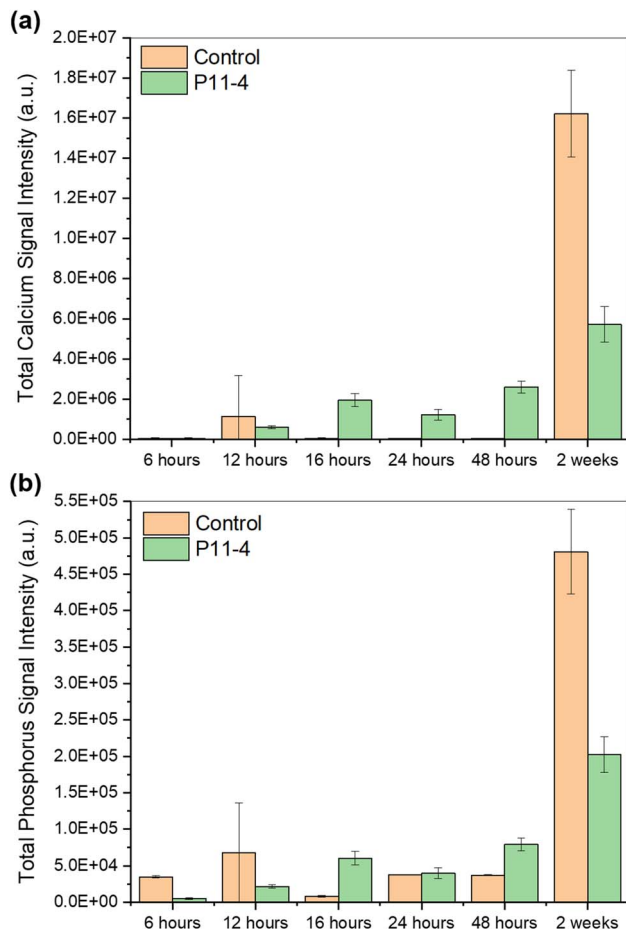 (a)
Total Calcium Signal Intensity (a.u.)
2.0E+07
1.8E+07
1.6E+07
1.4E+07
1.2E+07
1.0E+07
8.0E+06
6.0E+06
4.0E+06
2.0E+06
0.0E+00
Control
P11-4
6 hours 12 hours 16 hours 24 hours 48 hours 2 weeks
(b)
Total Phosphorus Signal Intensity (a.u.)
5.5E+05
5.0E+05
4.5E+05
4.0E+05
3.5E+05
3.0E+05
2.5E+05
2.0E+05
1.5E+05
1.0E+05
5.0E+04
0.0E+00
Control
P11-4
6 hours 12 hours 16 hours 24 hours 48 hours 2 weeks